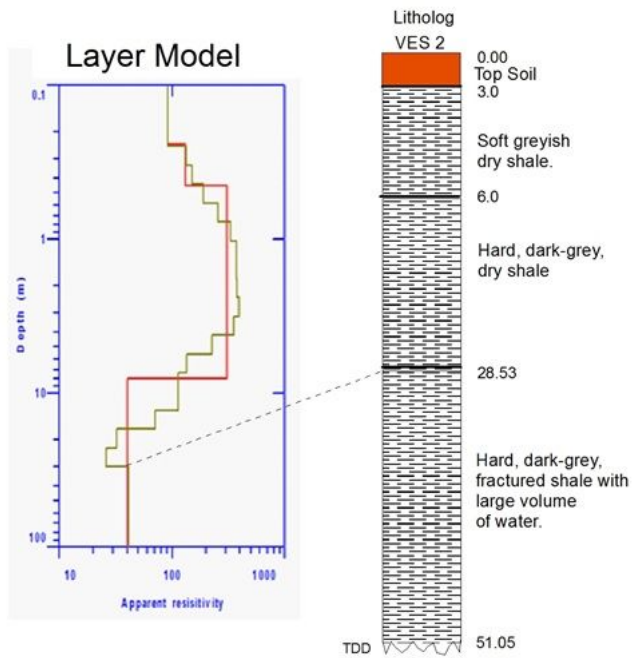 Layer Model
0.1
1
10
100
Depth (m)
10
100
1000
Apparent resitivity
Litholog
VES 2
0.00
Top Soil
3.0
Soft greyish
dry shale.
6.0
Hard, dark-grey,
dry shale
28.53
Hard, dark-grey,
fractured shale with
large volume
of water.
TDD
51.05